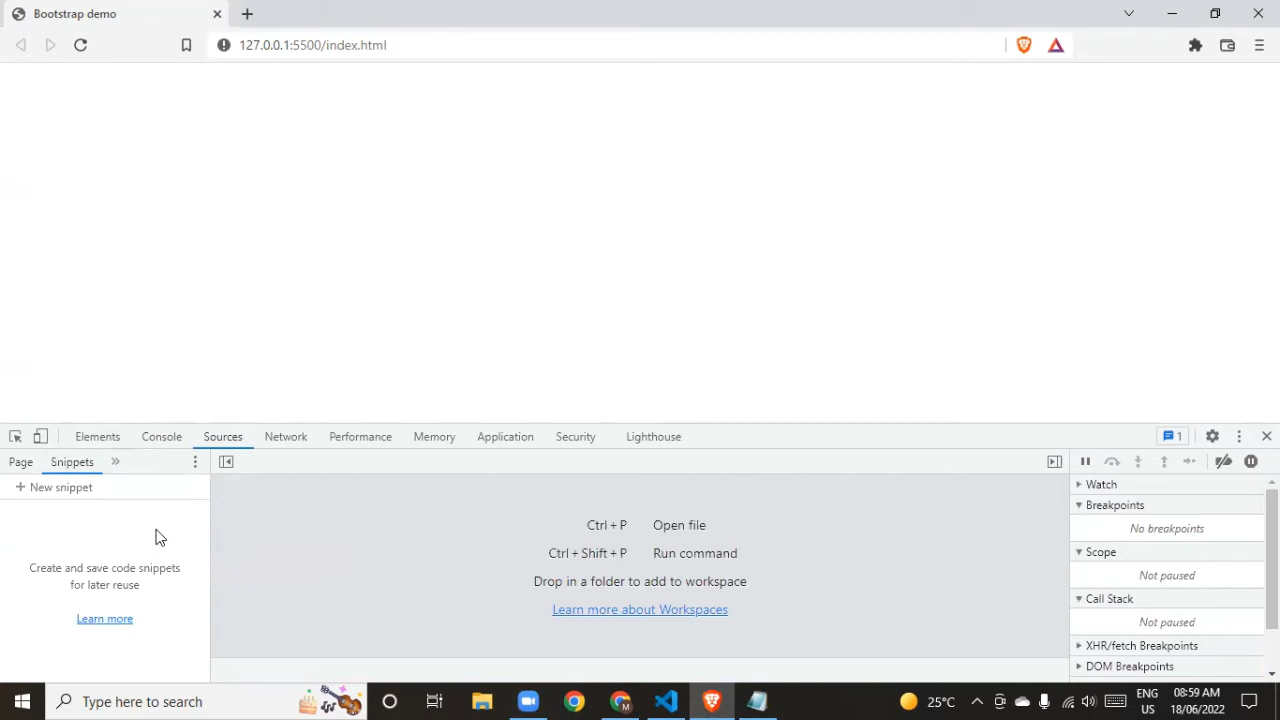 Bootstrap demo
127.0.0.1:5500/index.html
Elements Console Sources Network Performance Memory Application Security Lighthouse 1
Page Snippets
+ New snippet
Create and save code snippets
for later reuse
Learn more
Ctrl + P Open file
Ctrl + Shift + P Run command
Drop in a folder to add to workspace
Learn more about Workspaces
Watch
Breakpoints
No breakpoints
Scope
Not paused
Call Stack
Not paused
XHR/fetch Breakpoints
DOM Breakpoints
Type here to search
M
25°C
ENG
US
08:59 AM
18/06/2022